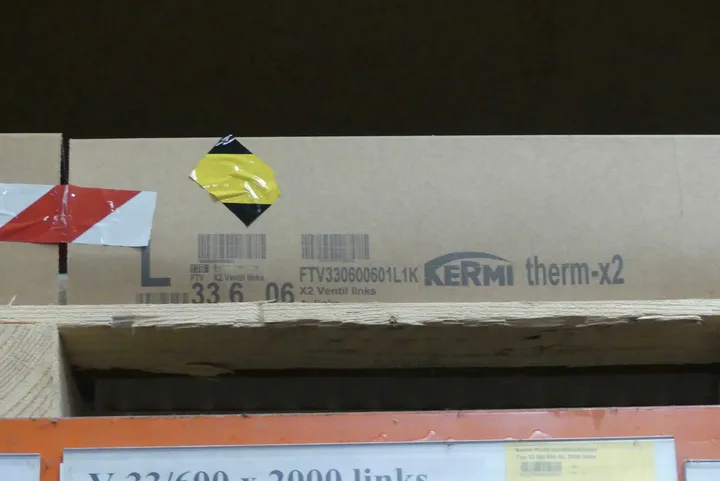 L
FTV X2 Ventil links
33 6 06
FTV330600601L1K
X2 Ventil links
KERMI therm-x2
V 33/600 x 2000 links